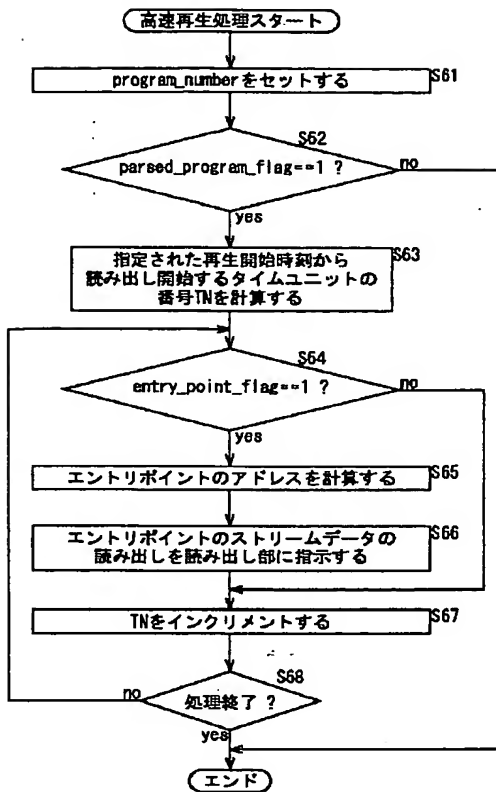 高速再生処理スタート
program_numberをセットする
S61
S62
parsed_program_flag==1 ?
no
yes
指定された再生開始時刻から
読み出し開始するタイムユニットの
番号TNを計算する
S63
S64
entry_point_flag==1 ?
no
yes
エントリポイントのアドレスを計算する
S65
エントリポイントのストリームデータの
読み出しを読み出し部に指示する
S66
TNをインクリメントする
S67
S68
no
処理終了 ?
yes
エンド